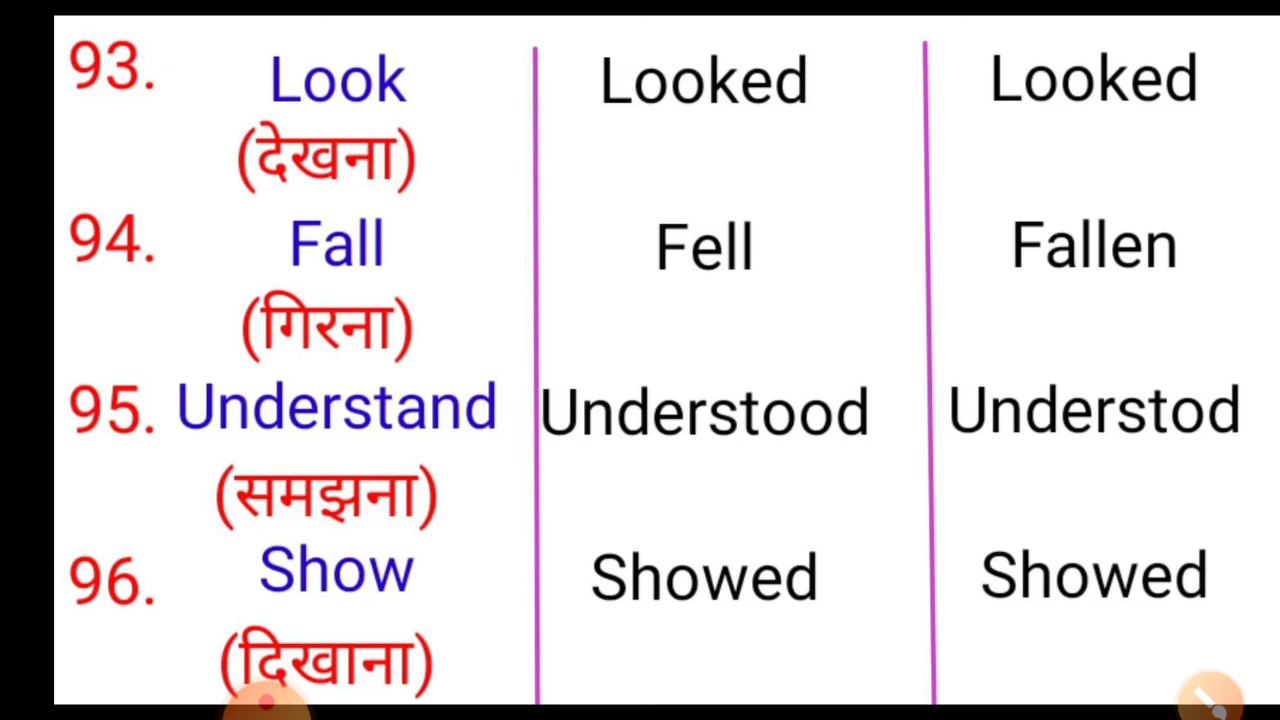 93. Look Looked Looked
(देखना)
94. Fall Fell Fallen
(गिरना)
95. Understand Understood Understod
(समझना)
96. Show Showed Showed
(दिखाना)